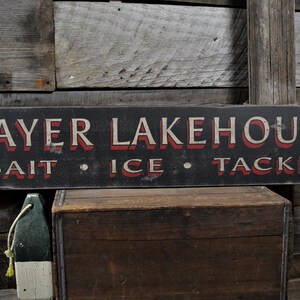 AYER LAKEHOU
AIT · ICE · TACK